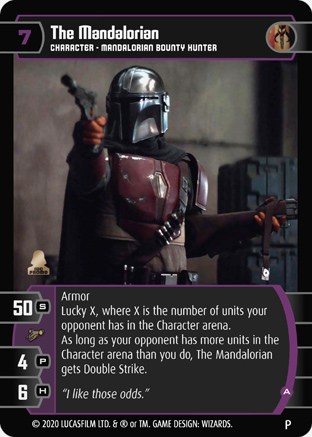 7
The Mandalorian
CHARACTER - MANDALORIAN BOUNTY HUNTER
50 S
Armor
Lucky X, where X is the number of units your
opponent has in the Character arena.
As long as your opponent has more units in the
Character arena than you do, The Mandalorian
gets Double Strike.
4 P
6 H
"I like those odds."
A
© 2020 LUCASFILM LTD. & ® or TM. GAME DESIGN: WIZARDS.
P